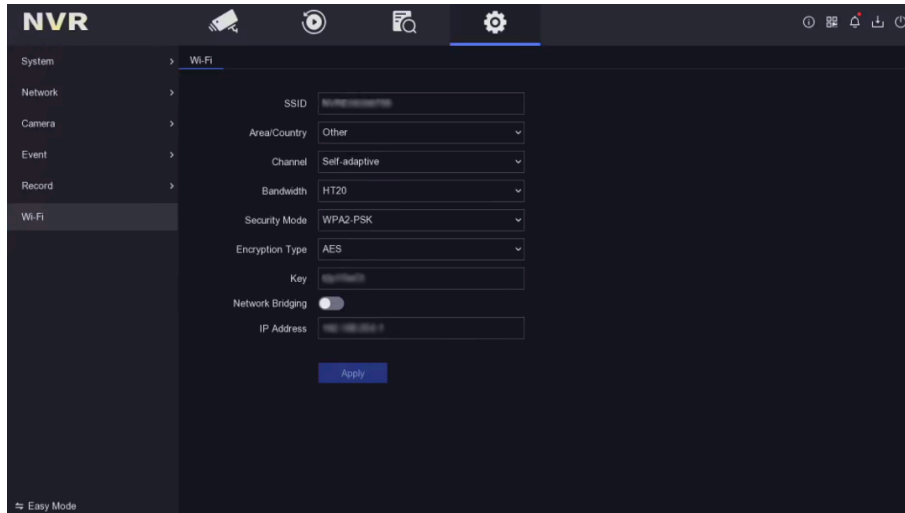 NVR
System
Wi-Fi
Network
Camera
Event
Record
Wi-Fi
SSID
Area/Country Other
Channel Self-adaptive
Bandwidth HT20
Security Mode WPA2-PSK
Encryption Type AES
Key
Network Bridging
IP Address
Apply
Easy Mode